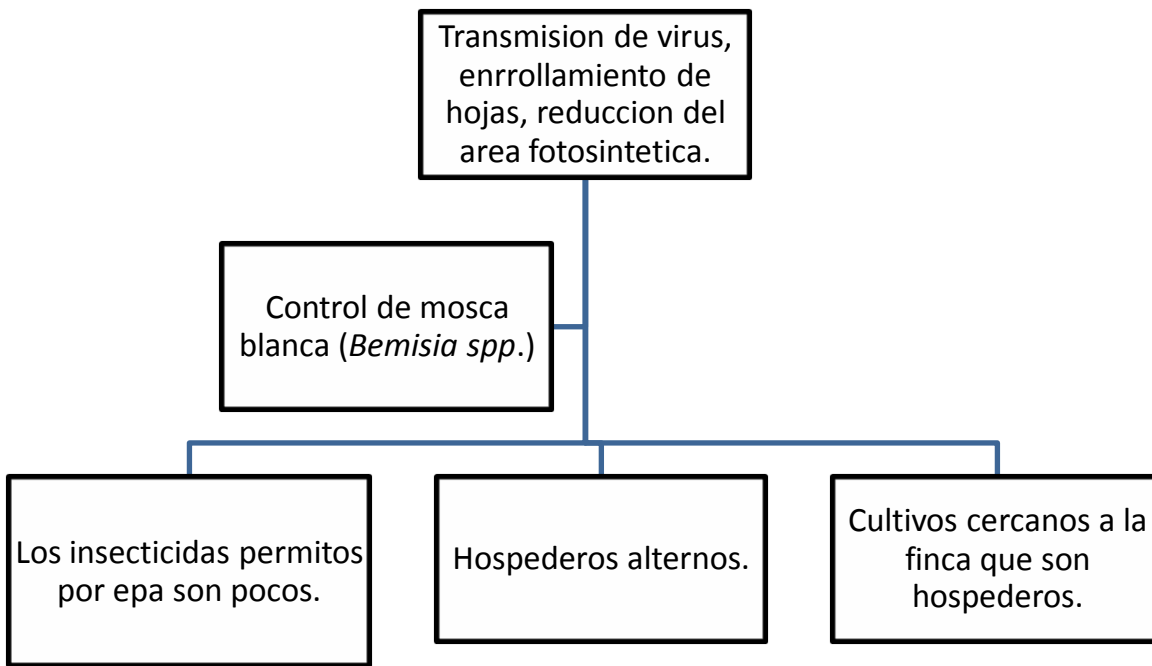 Transmision de virus,
enrrollamiento de
hojas, reduccion del
area fotosintetica.
Control de mosca
blanca (Bemisia spp.)
Los insecticidas permitos
por epa son pocos.
Hospederos alternos.
Cultivos cercanos a la
finca que son
hospederos.